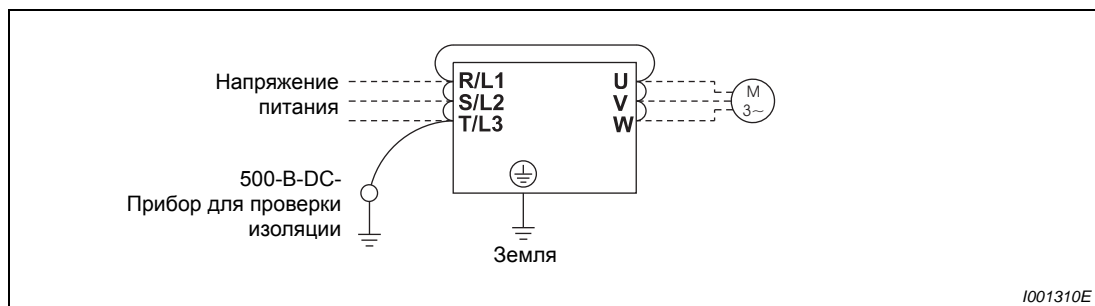 Напряжение
питания
R/L1
S/L2
T/L3
U
V
W
M
3~
500-В-DC-
Прибор для проверки
изоляции
Земля
I001310E